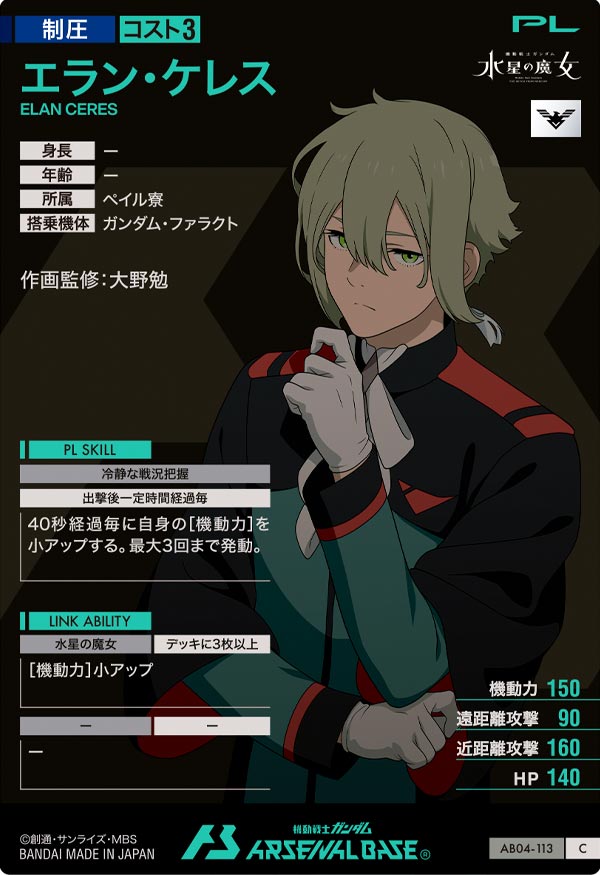 制圧 コスト3
PL
エラン・ケレス
ELAN CERES
機動戦士ガンダム
水星の魔女
身長 ー
年齢 ー
所属 ペイル寮
搭乗機体 ガンダム・ファラクト
作画監修：大野勉
PL SKILL
冷静な戦況把握
出撃後一定時間経過毎
40秒経過毎に自身の[機動力]を
小アップする。最大3回まで発動。
LINK ABILITY
水星の魔女 デッキに3枚以上
[機動力]小アップ
ー ー
ー
機動力 150
遠距離攻撃 90
近距離攻撃 160
HP 140
©創通・サンライズ・MBS
BANDAI MADE IN JAPAN
機動戦士ガンダム
AB ARSENAL BASE®
AB04-113 C